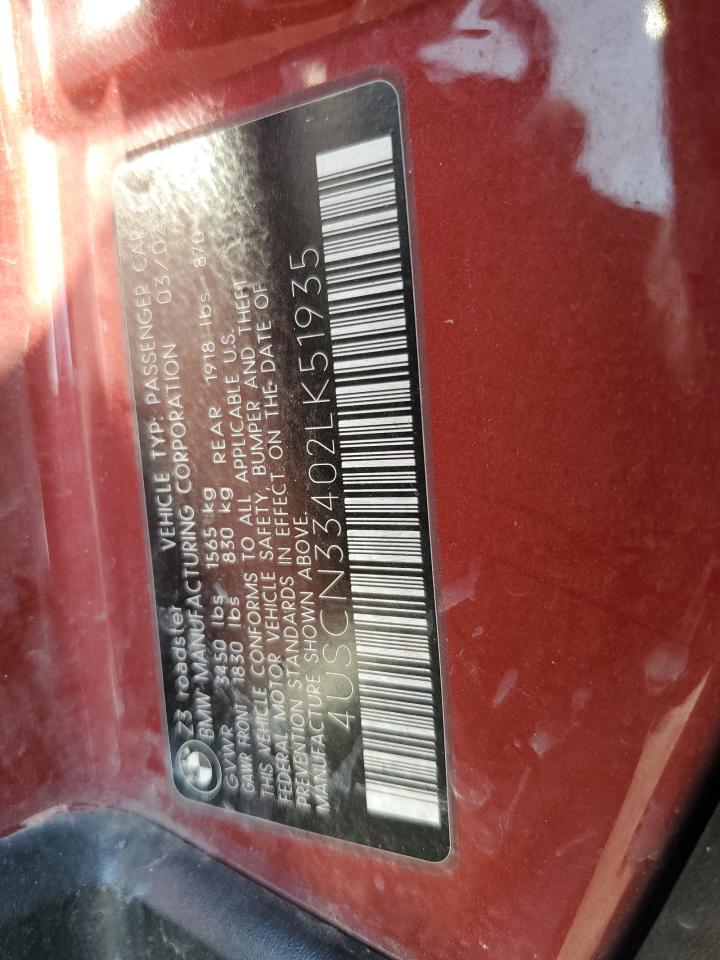 Z3 roadster VEHICLE TYP: PASSENGER CAR
BMW MANUFACTURING CORPORATION 03/02
GVWR 3450 lbs 1565 kg REAR 1918 lbs 870
GAWR FRONT 1830 lbs 830 kg
THIS VEHICLE CONFORMS TO ALL APPLICABLE U.S.
FEDERAL MOTOR VEHICLE SAFETY, BUMPER AND THEFT
PREVENTION STANDARDS IN EFFECT ON THE DATE OF
MANUFACTURE SHOWN ABOVE.
4USCN33402LK51935